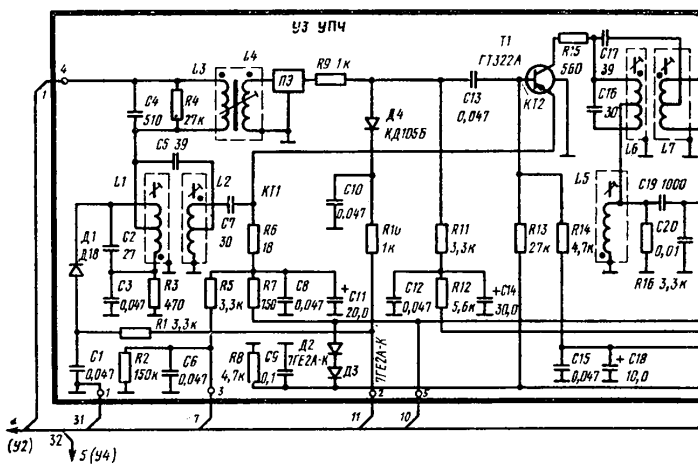 У3 УПЧ
4
1
C4
510
R4
27к
L3
L4
ПЭ
R9 1к
Д4
КД105Б
C13
0,047
T1
ГТ322А
КТ2
R15
560
C17
39
C16
30
L6
L7
C5 39
L1
L2
C7
30
КТ1
C10
0,047
R6
18
R10
1к
R11
3,3к
R13
27к
R14
4,7к
L5
C19 1000
C20
0,01
R16 3,3к
Д1
Д18
C2
27
C3
0,047
R3
470
R5
3,3к
R7
150
C8
0,047
+
C11
20,0
C12
0,047
R12
5,6к
+
C14
30,0
R1 3,3к
C1
0,047
R2
150к
C6
0,047
R8
4,7к
C9
0,1
Д2
7ГЕ2А-К
Д3
7ГЕ2А-К
C15
0,047
+
C18
10,0
1
3
2
5
31
7
11
10
(У2)
32
5 (У4)